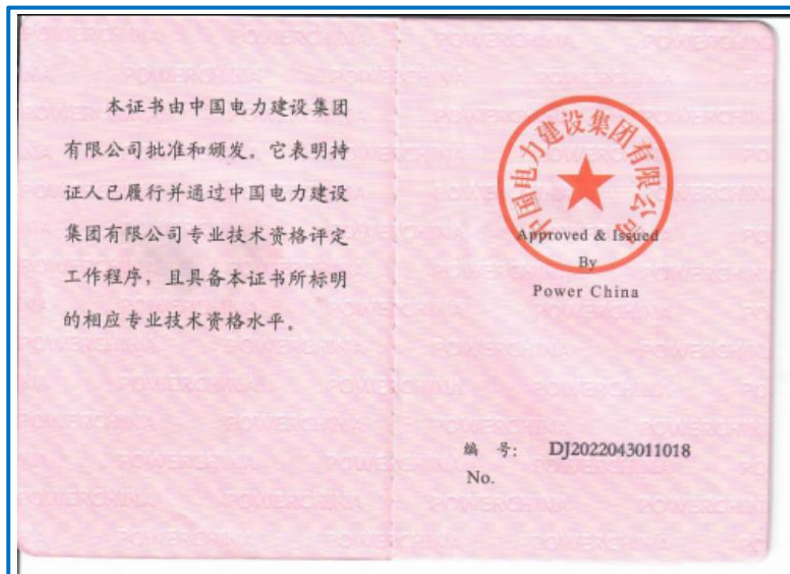 本证书由中国电力建设集团
有限公司批准和颁发。它表明持
证人已履行并通过中国电力建设
集团有限公司专业技术资格评定
工作程序，且具备本证书所标明
的相应专业技术资格水平。
中国电力建设集团有限公司
Approved & Issued
By
Power China
编 号： DJ2022043011018
No.
POWERCHINA